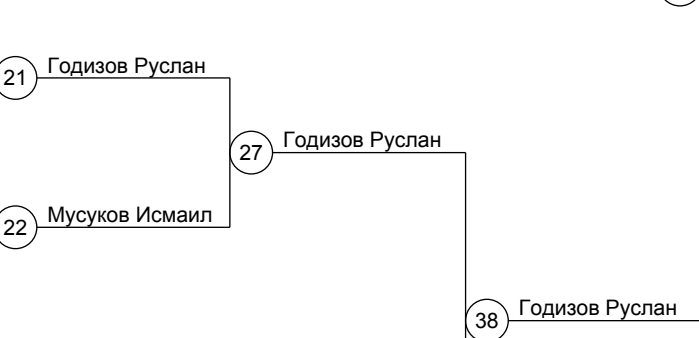 21 Годизов Руслан
27 Годизов Руслан
22 Мусуков Исмаил
38 Годизов Руслан